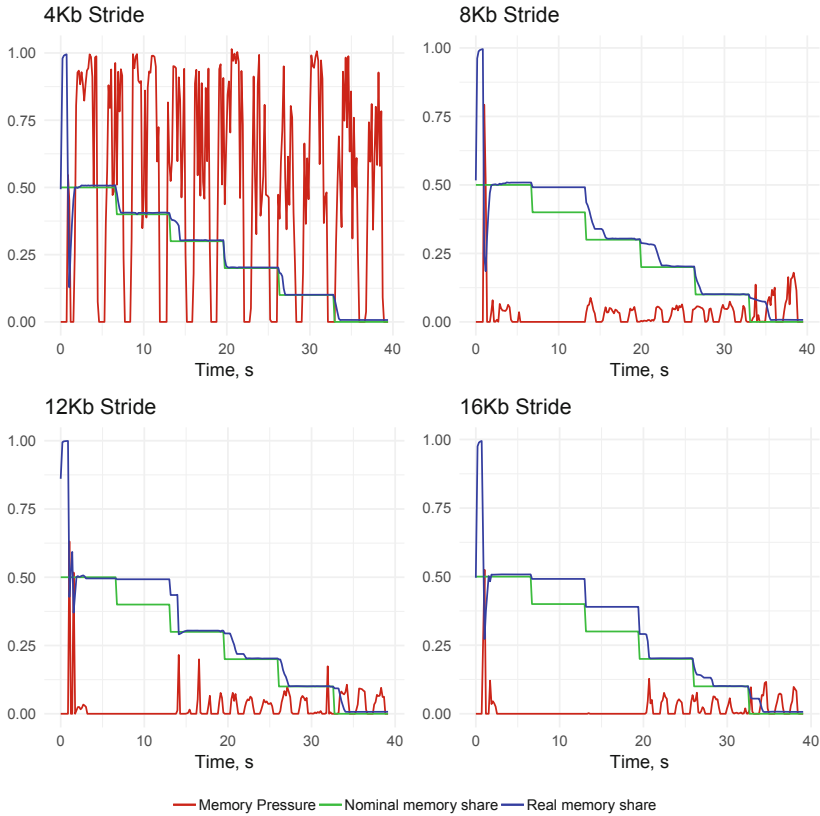 4Kb Stride
8Kb Stride
1.00
0.75
0.50
0.25
0.00
0 10 20 30 40
Time, s
1.00
0.75
0.50
0.25
0.00
0 10 20 30 40
Time, s
12Kb Stride
16Kb Stride
1.00
0.75
0.50
0.25
0.00
0 10 20 30 40
Time, s
1.00
0.75
0.50
0.25
0.00
0 10 20 30 40
Time, s
Memory Pressure Nominal memory share Real memory share